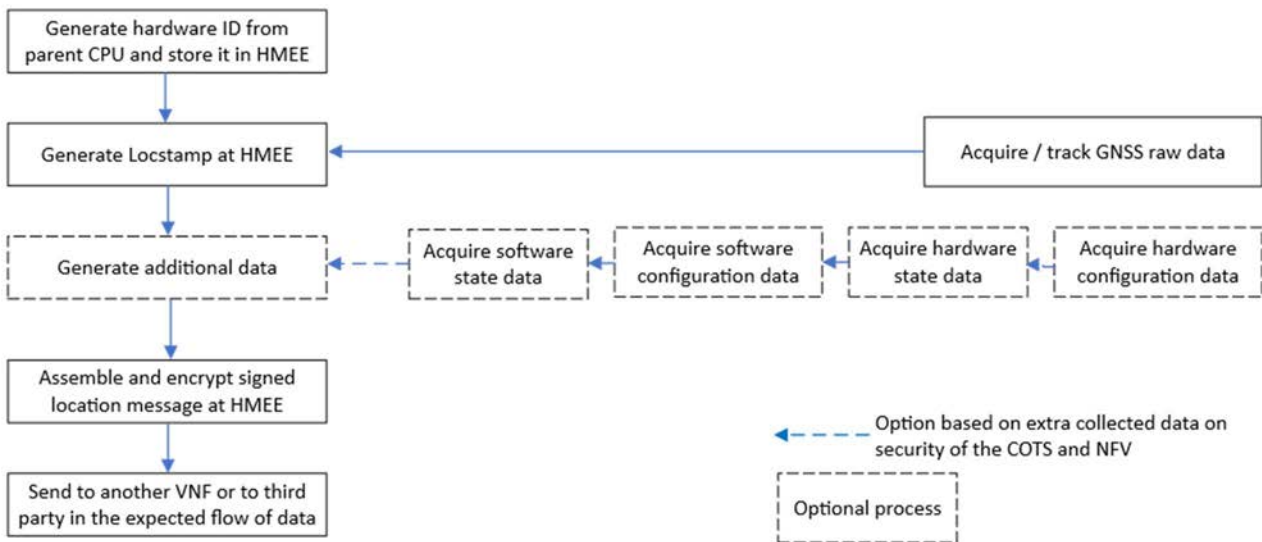 Generate hardware ID from
parent CPU and store it in HMEE
Generate Locstamp at HMEE
Acquire / track GNSS raw data
Generate additional data
Acquire software
state data
Acquire software
configuration data
Acquire hardware
state data
Acquire hardware
configuration data
Assemble and encrypt signed
location message at HMEE
Option based on extra collected data on
security of the COTS and NFV
Send to another VNF or to third
party in the expected flow of data
Optional process